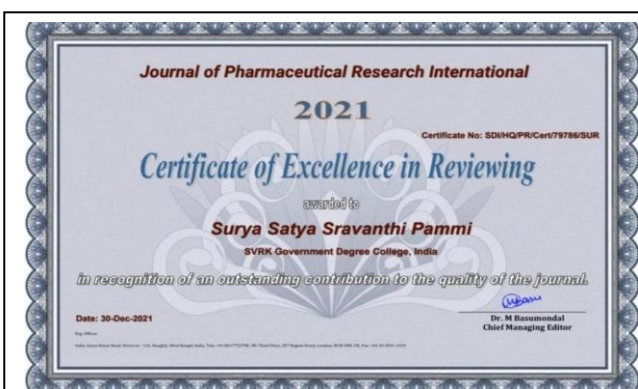 Journal of Pharmaceutical Research International
2021
Certificate No: SDI/HQ/PR/Cert/79786/SUR
Certificate of Excellence in Reviewing
awarded to
Surya Satya Sravanthi Pammi
SVRK Government Degree College, India
in recognition of an outstanding contribution to the quality of the journal.
Date: 30-Dec-2021
Dr. M Basumondal
Chief Managing Editor